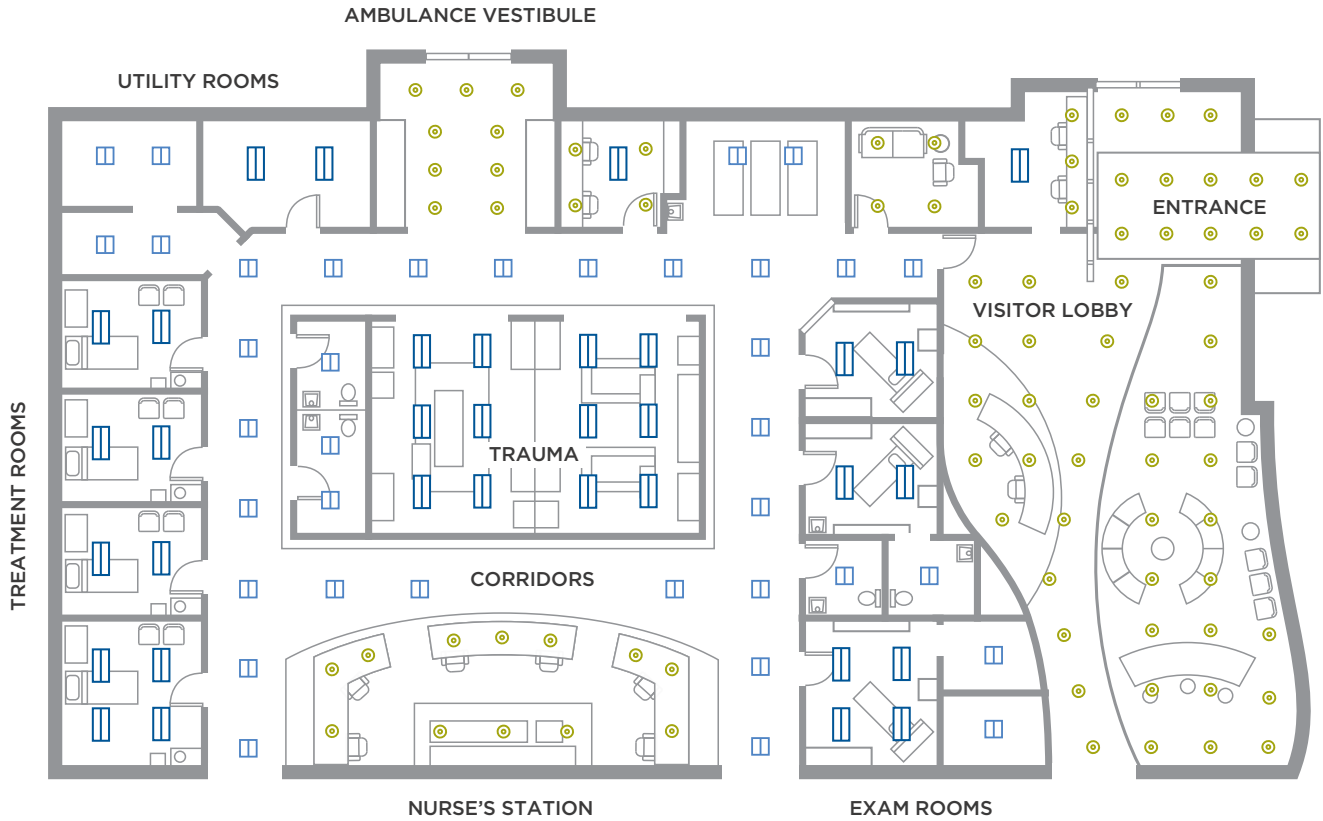 AMBULANCE VESTIBULE
UTILITY ROOMS
ENTRANCE
VISITOR LOBBY
TREATMENT ROOMS
TRAUMA
CORRIDORS
NURSE'S STATION
EXAM ROOMS